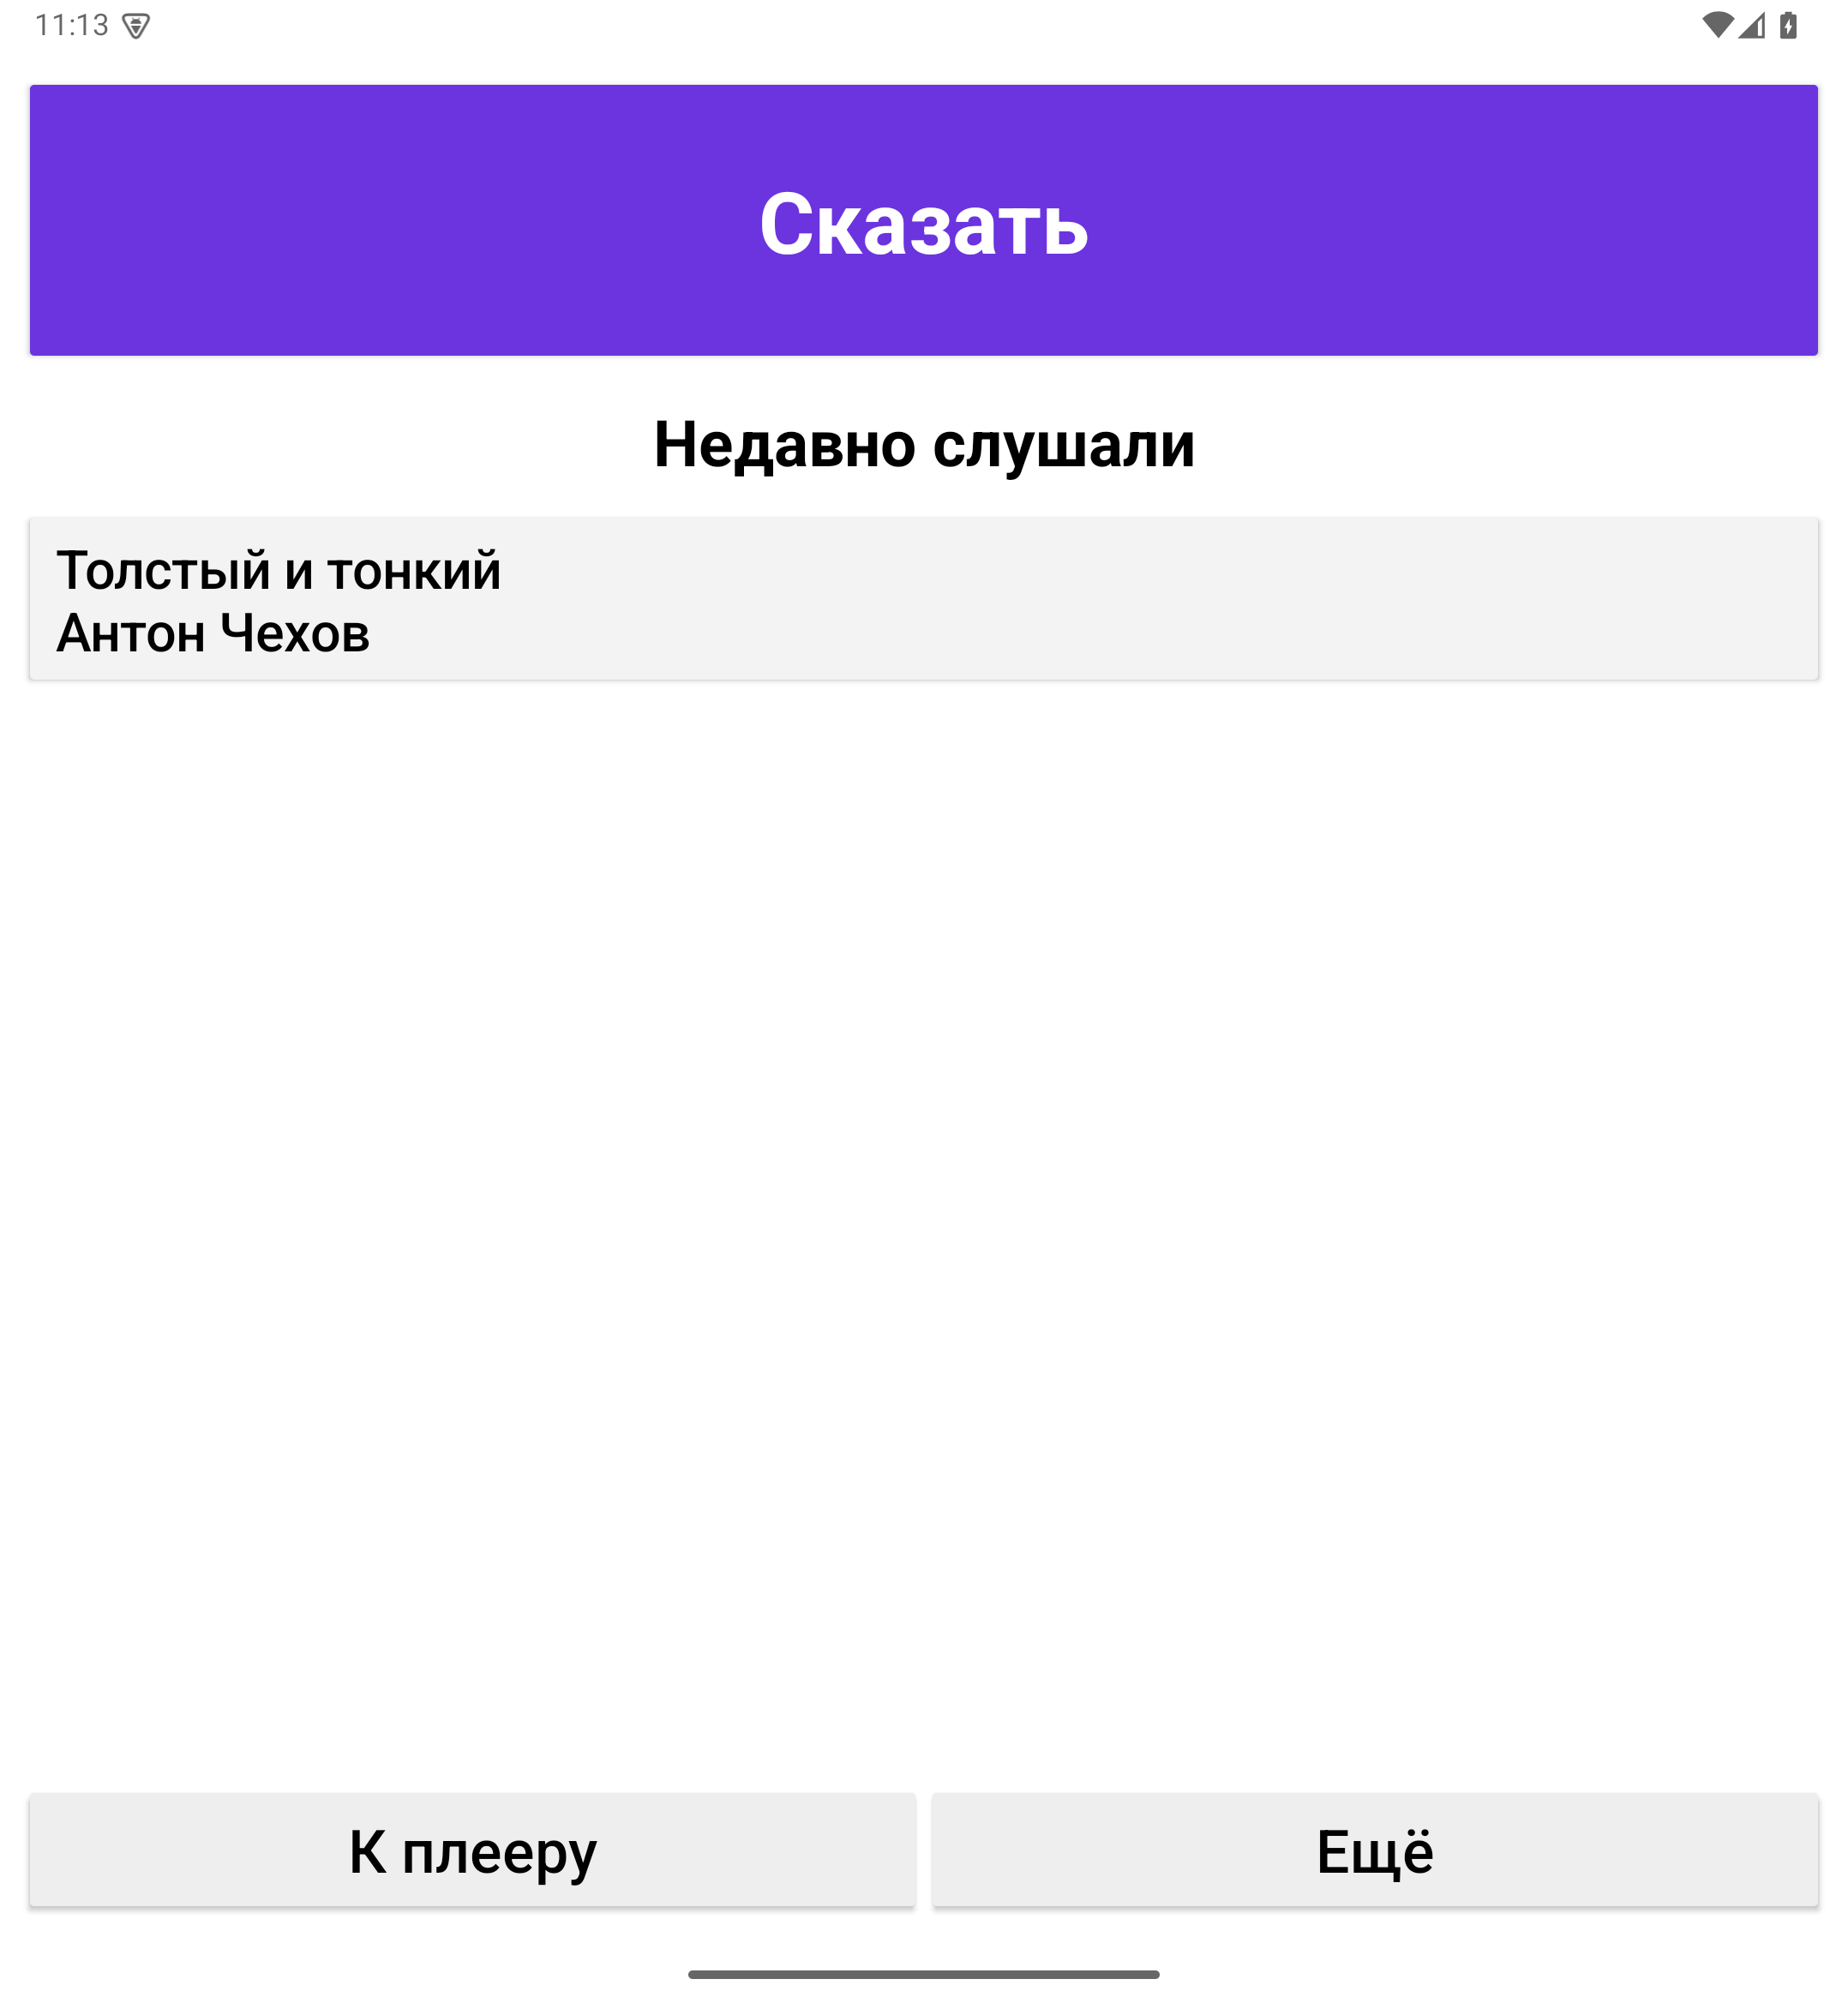 11:13
Сказать
Недавно слушали
Толстый и тонкий
Антон Чехов
К плееру
Ещё